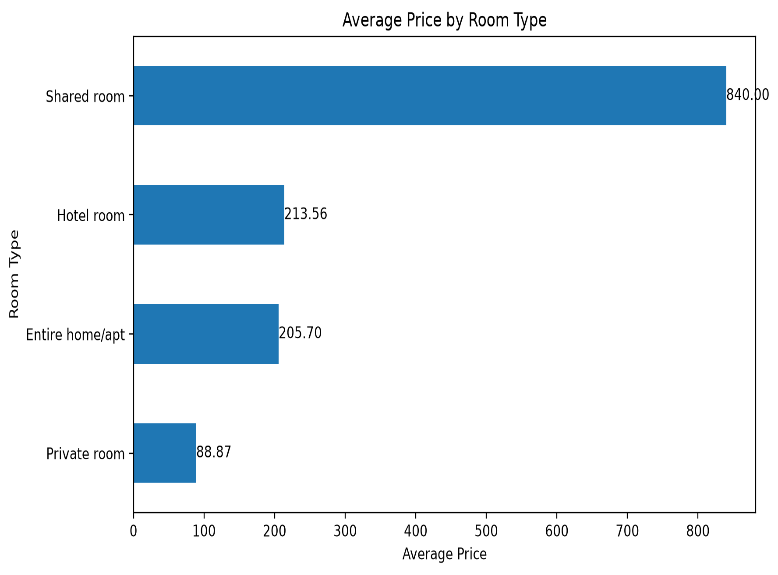 Average Price by Room Type
Room Type
Shared room
840.00
Hotel room
213.56
Entire home/apt
205.70
Private room
88.87
0 100 200 300 400 500 600 700 800
Average Price